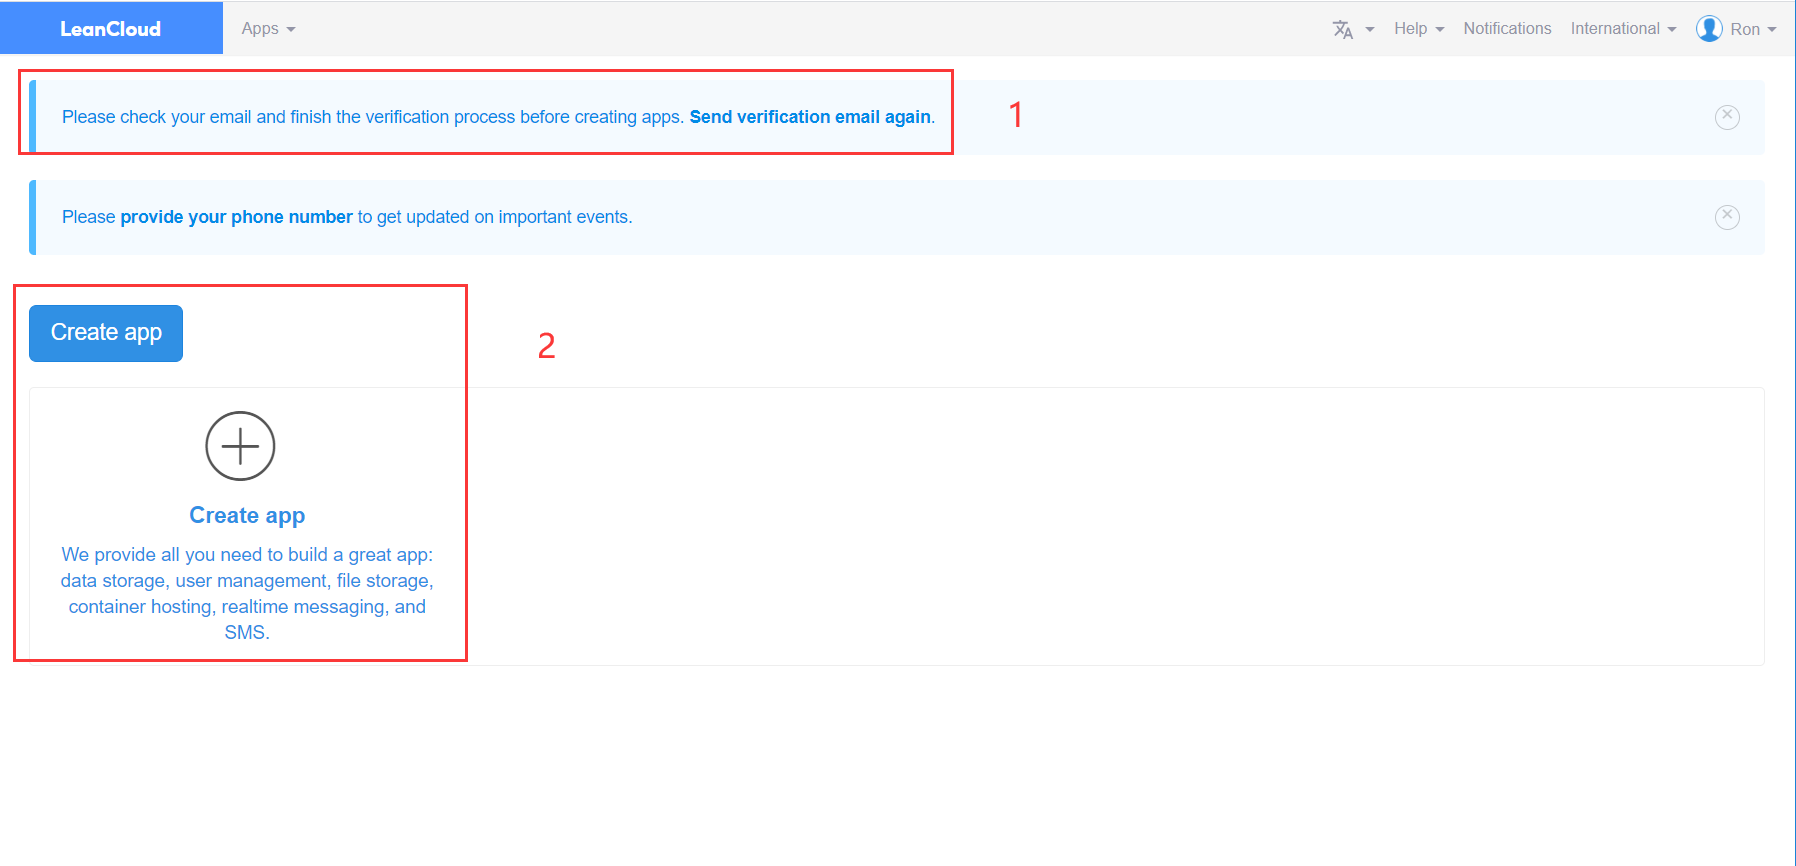 LeanCloud Apps Help Notifications International Ron
Please check your email and finish the verification process before creating apps. Send verification email again.
1
Please provide your phone number to get updated on important events.
Create app
2
Create app
We provide all you need to build a great app:
data storage, user management, file storage,
container hosting, realtime messaging, and
SMS.